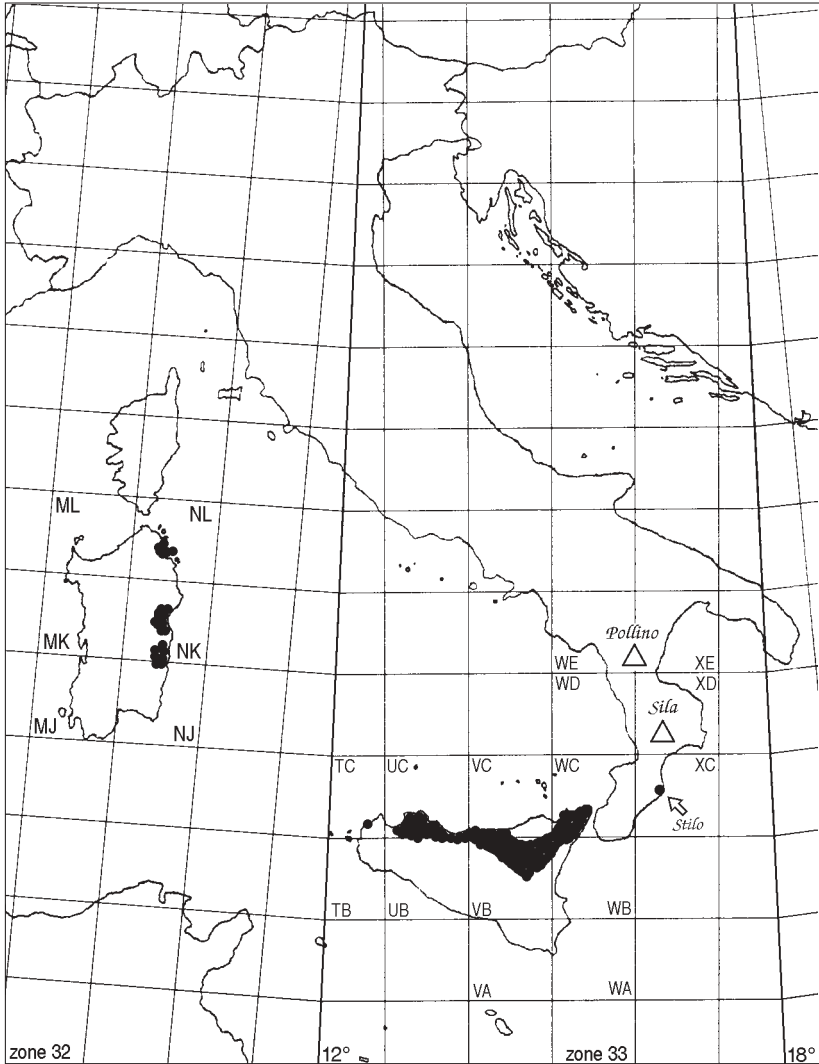 ML
NL
MK
NK
MJ
NJ
Pollino
WE
XE
WD
XD
Sila
TC
UC
VC
WC
XC
Stilo
TB
UB
VB
WB
VA
WA
zone 32
12°
zone 33
18°